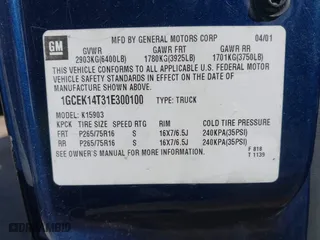 GM
MFD BY GENERAL MOTORS CORP 04/01
GVWR GAWR FRT GAWR RR
2903KG(6400LB) 1780KG(3925LB) 1701KG(3750LB)
THIS VEHICLE CONFORMS TO ALL APPLICABLE U.S. FEDERAL MOTOR
VEHICLE SAFETY STANDARDS IN EFFECT ON THE DATE OF
MANUFACTURE SHOWN ABOVE.
1GCEK14T31E300100 TYPE: TRUCK
MODEL: K15903
KPCK TIRE SIZE SPEED RTG RIM COLD TIRE PRESSURE
FRT P265/75R16 S 16X7/6.5J 240KPA(35PSI)
RR P265/75R16 S 16X7/6.5J 240KPA(35PSI)
SEE OWNER'S MANUAL FOR MORE INFORMATION.
F 818
T 1139
DREAMBID